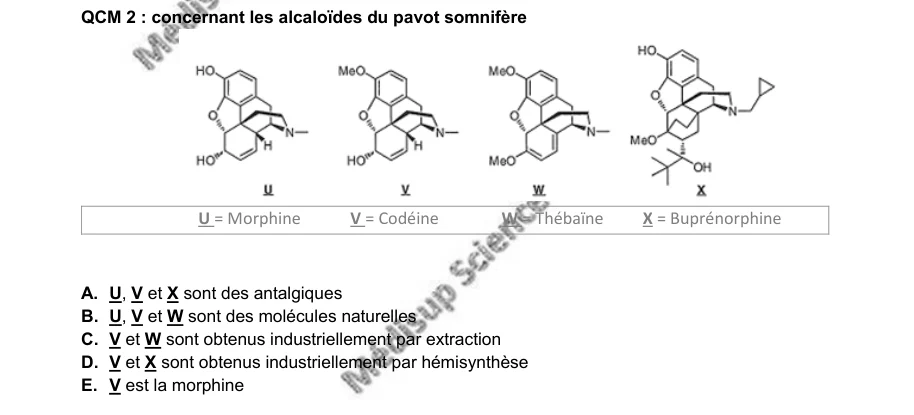 QCM 2 : concernant les alcaloïdes du pavot somnifère
Médisup
HO
O
HO
N
H
MeO
O
HO
N
H
MeO
O
MeO
N
HO
O
MeO
N
OH
U
V
W
X
U = Morphine V = Codéine W = Thébaïne X = Buprénorphine
Médisup Science
A. U, V et X sont des antalgiques
B. U, V et W sont des molécules naturelles
C. V et W sont obtenus industriellement par extraction
D. V et X sont obtenus industriellement par hémisynthèse
E. V est la morphine